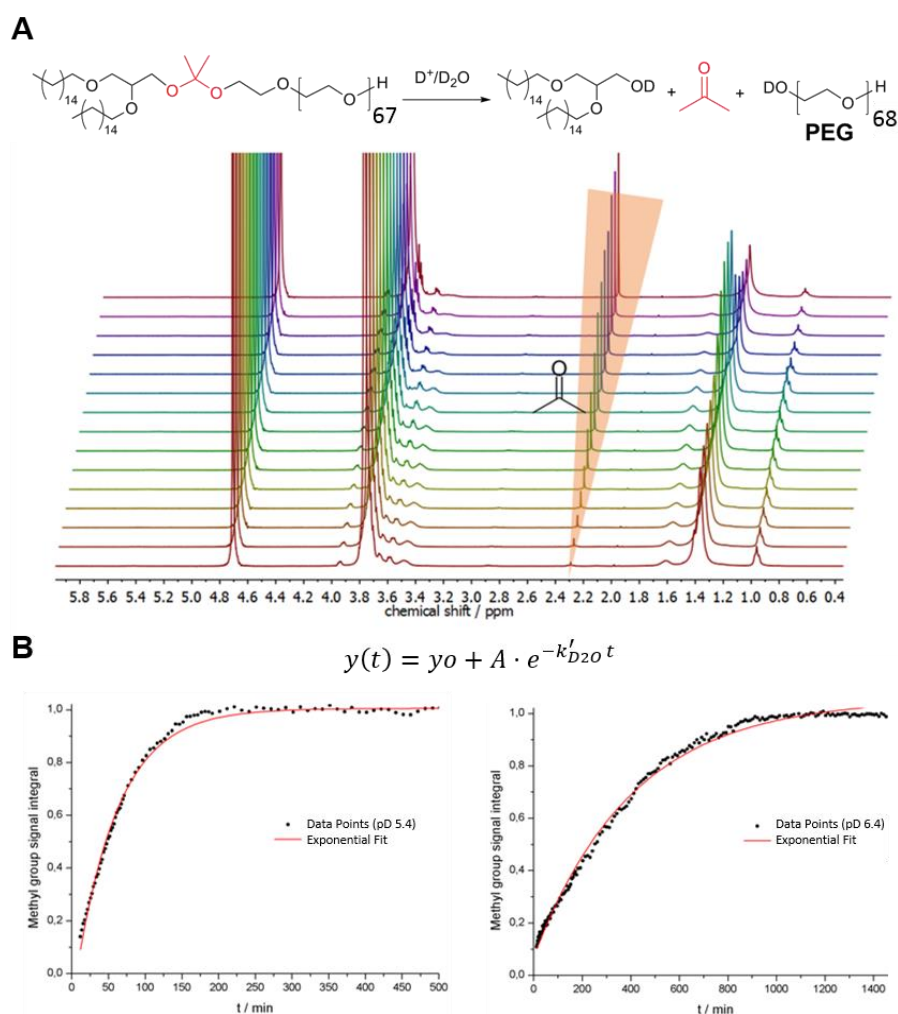 A
O
O
14
O
14
O
O
O
O
H
67
D⁺/D₂O
O
OD
14
O
14
+
O
+
DO
O
H
68
PEG
O
5.8 5.6 5.4 5.2 5.0 4.8 4.6 4.4 4.2 4.0 3.8 3.6 3.4 3.2 3.0 2.8 2.6 2.4 2.2 2.0 1.8 1.6 1.4 1.2 1.0 0.8 0.6 0.4
chemical shift / ppm
B
y(t) = yo + A · e^{-k'_{D2O} t}
Methyl group signal integral
1,0
0,8
0,6
0,4
0,2
0,0
Data Points (pD 5.4)
Exponential Fit
0 50 100 150 200 250 300 350 400 450 500
t / min
Methyl group signal integral
1,0
0,8
0,6
0,4
0,2
0,0
Data Points (pD 6.4)
Exponential Fit
0 200 400 600 800 1000 1200 1400
t / min